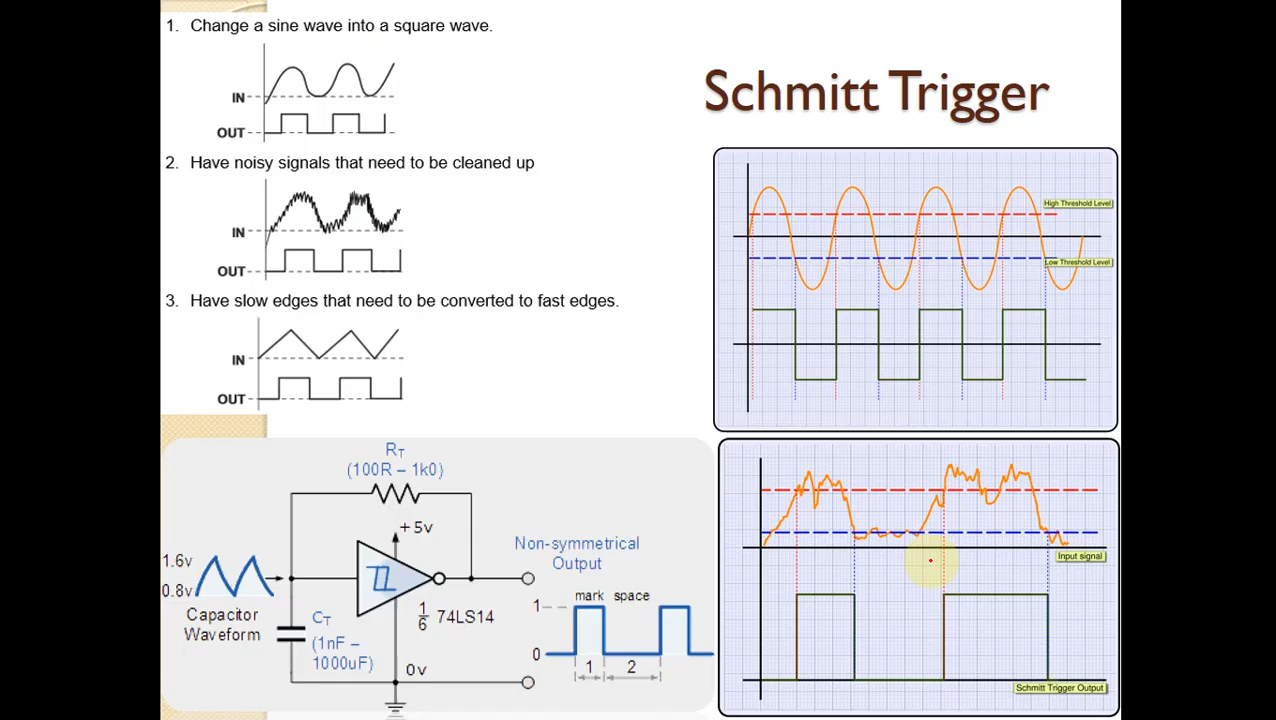 1. Change a sine wave into a square wave.
IN
OUT
2. Have noisy signals that need to be cleaned up
IN
OUT
3. Have slow edges that need to be converted to fast edges.
IN
OUT
Schmitt Trigger
High Threshold Level
Low Threshold Level
RT
(100R – 1k0)
+ 5v
1.6v
0.8v
Capacitor
Waveform
CT
(1nF –
1000uF)
1/6 74LS14
0v
Non-symmetrical
Output
mark space
1
0
1 2
Input signal
Schmitt Trigger Output